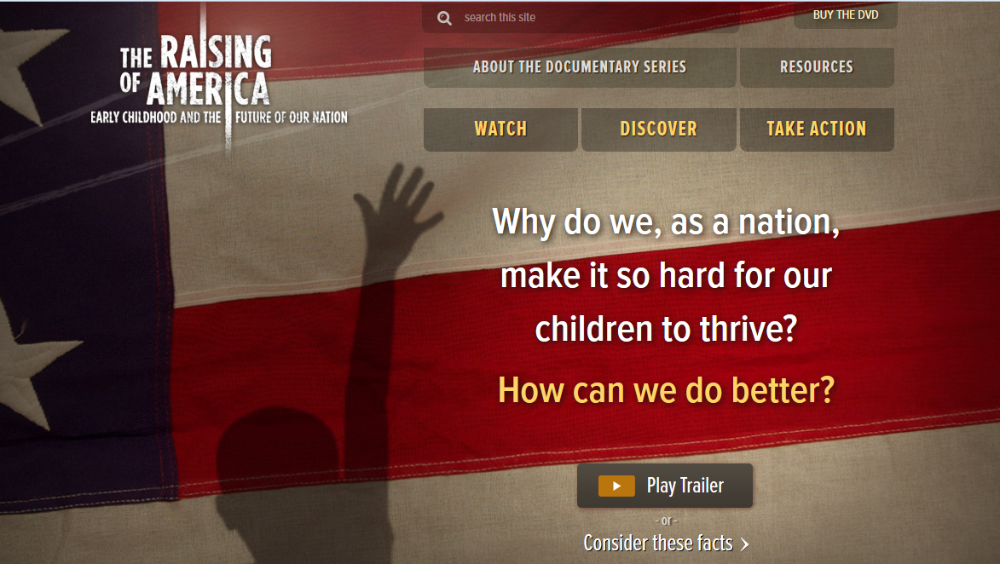 search this site
BUY THE DVD
THE RAISING
OF AMERICA
EARLY CHILDHOOD AND THE FUTURE OF OUR NATION
ABOUT THE DOCUMENTARY SERIES
RESOURCES
WATCH
DISCOVER
TAKE ACTION
Why do we, as a nation,
make it so hard for our
children to thrive?
How can we do better?
Play Trailer
- or -
Consider these facts >